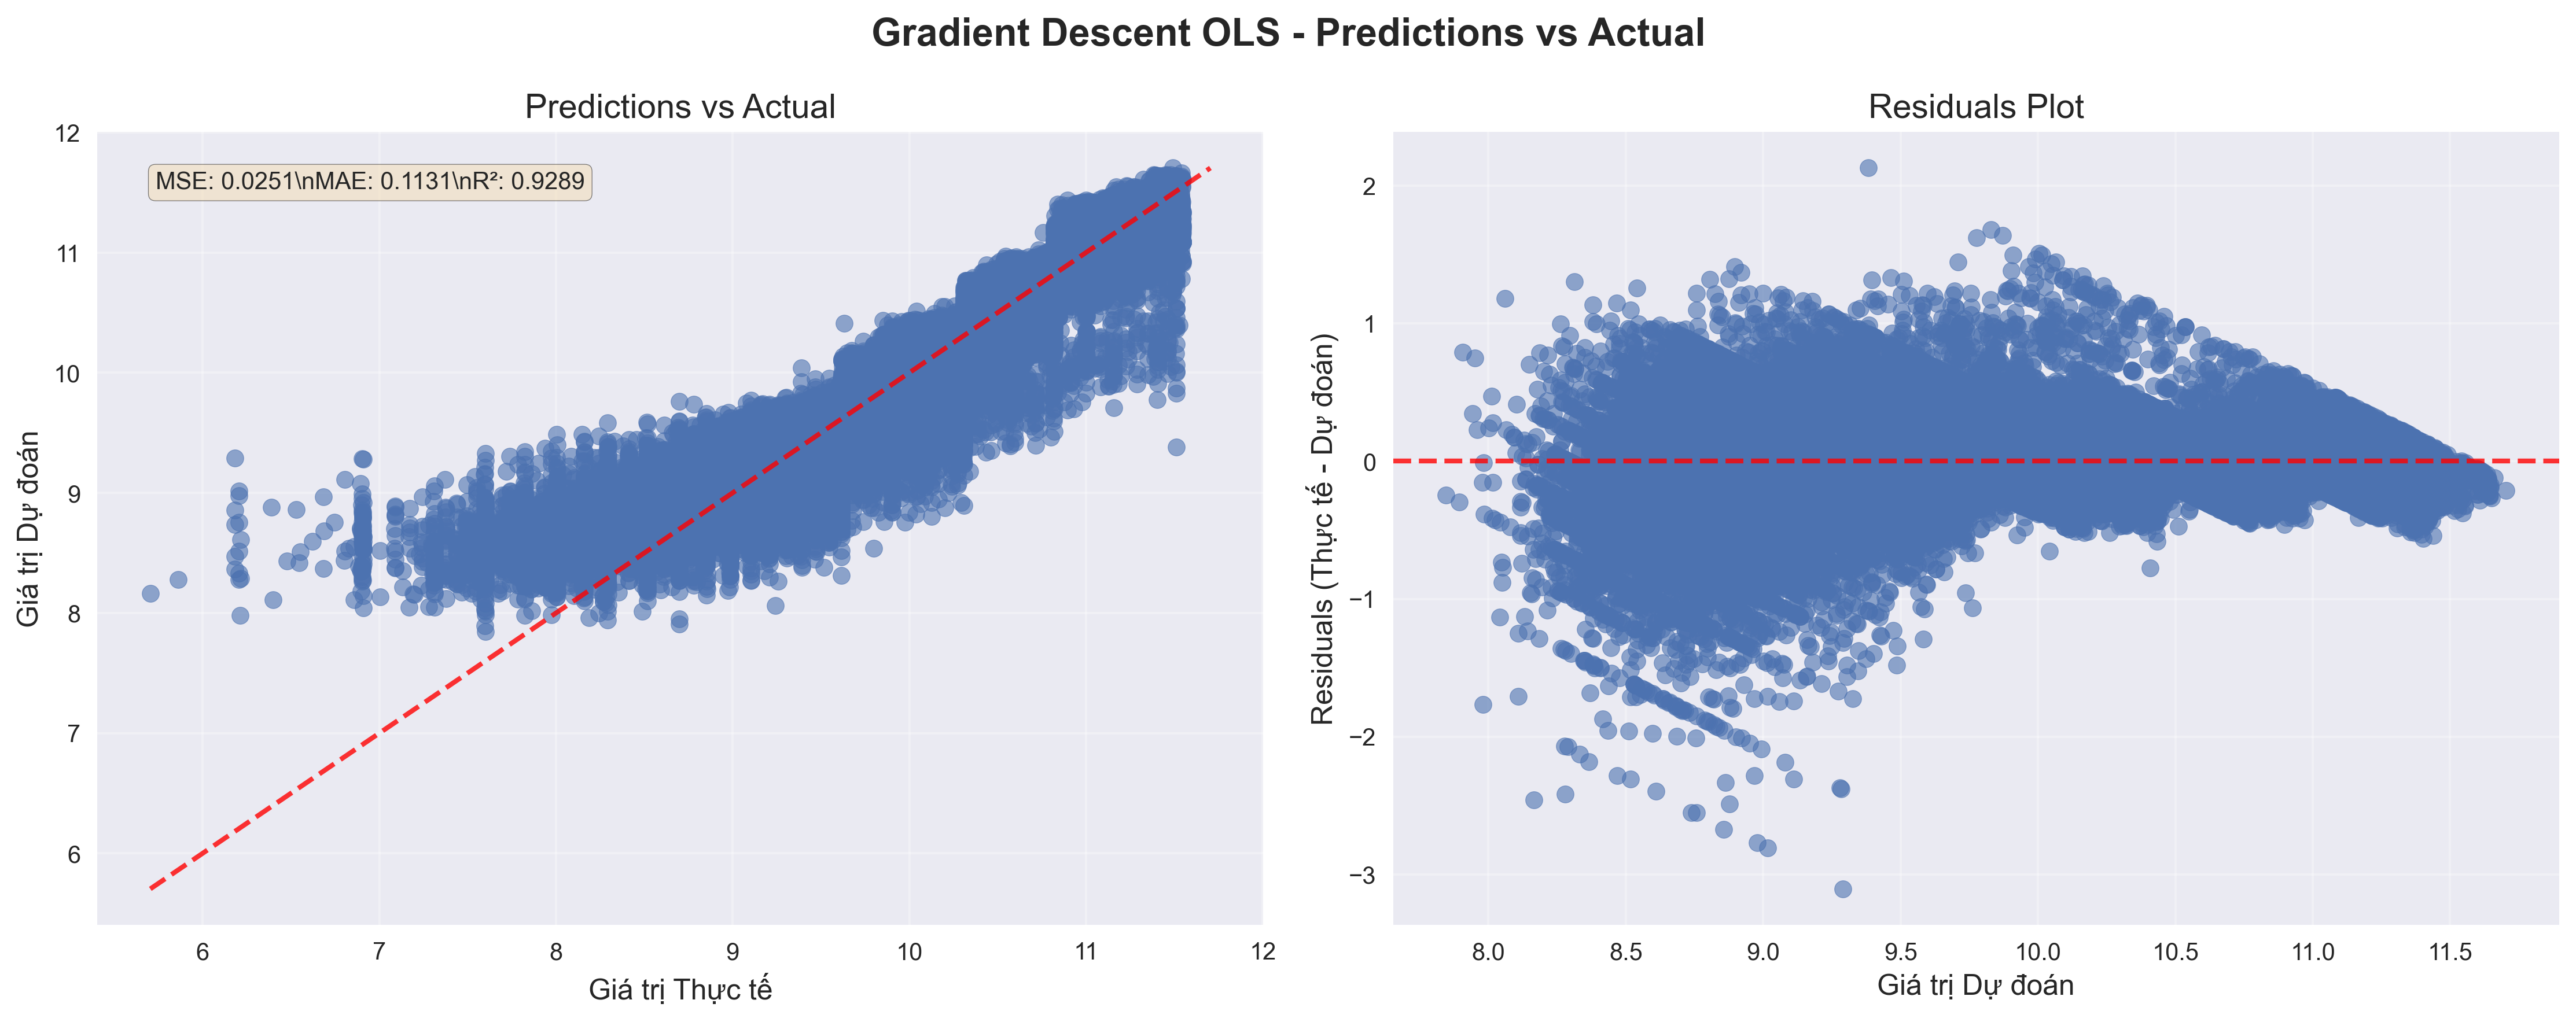 Gradient Descent OLS - Predictions vs Actual
Predictions vs Actual
MSE: 0.0251\nMAE: 0.1131\nR²: 0.9289
12
11
10
9
8
7
6
Giá trị Dự đoán
6 7 8 9 10 11 12
Giá trị Thực tế
Residuals Plot
2
1
0
−1
−2
−3
Residuals (Thực tế - Dự đoán)
8.0 8.5 9.0 9.5 10.0 10.5 11.0 11.5
Giá trị Dự đoán